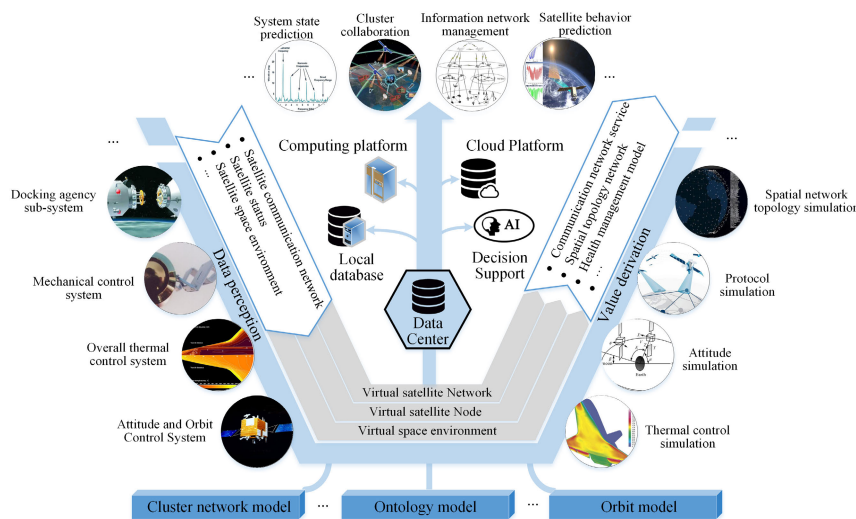 System state
prediction
Cluster
collaboration
Information network
management
Satellite behavior
prediction
...
...
...
...
Computing platform
Cloud Platform
Local
database
AI
Decision
Support
Data
Center
Docking agency
sub-system
Mechanical control
system
Overall thermal
control system
Attitude and Orbit
Control System
Data perception
• Satellite communication network
• Satellite status
• Satellite space environment
• ...
• Communication network service
• Spatial topology network
• Health management model
• ...
Value derivation
Spatial network
topology simulation
Protocol
simulation
Attitude
simulation
Thermal control
simulation
Virtual satellite Network
Virtual satellite Node
Virtual space environment
Cluster network model
...
Ontology model
...
Orbit model